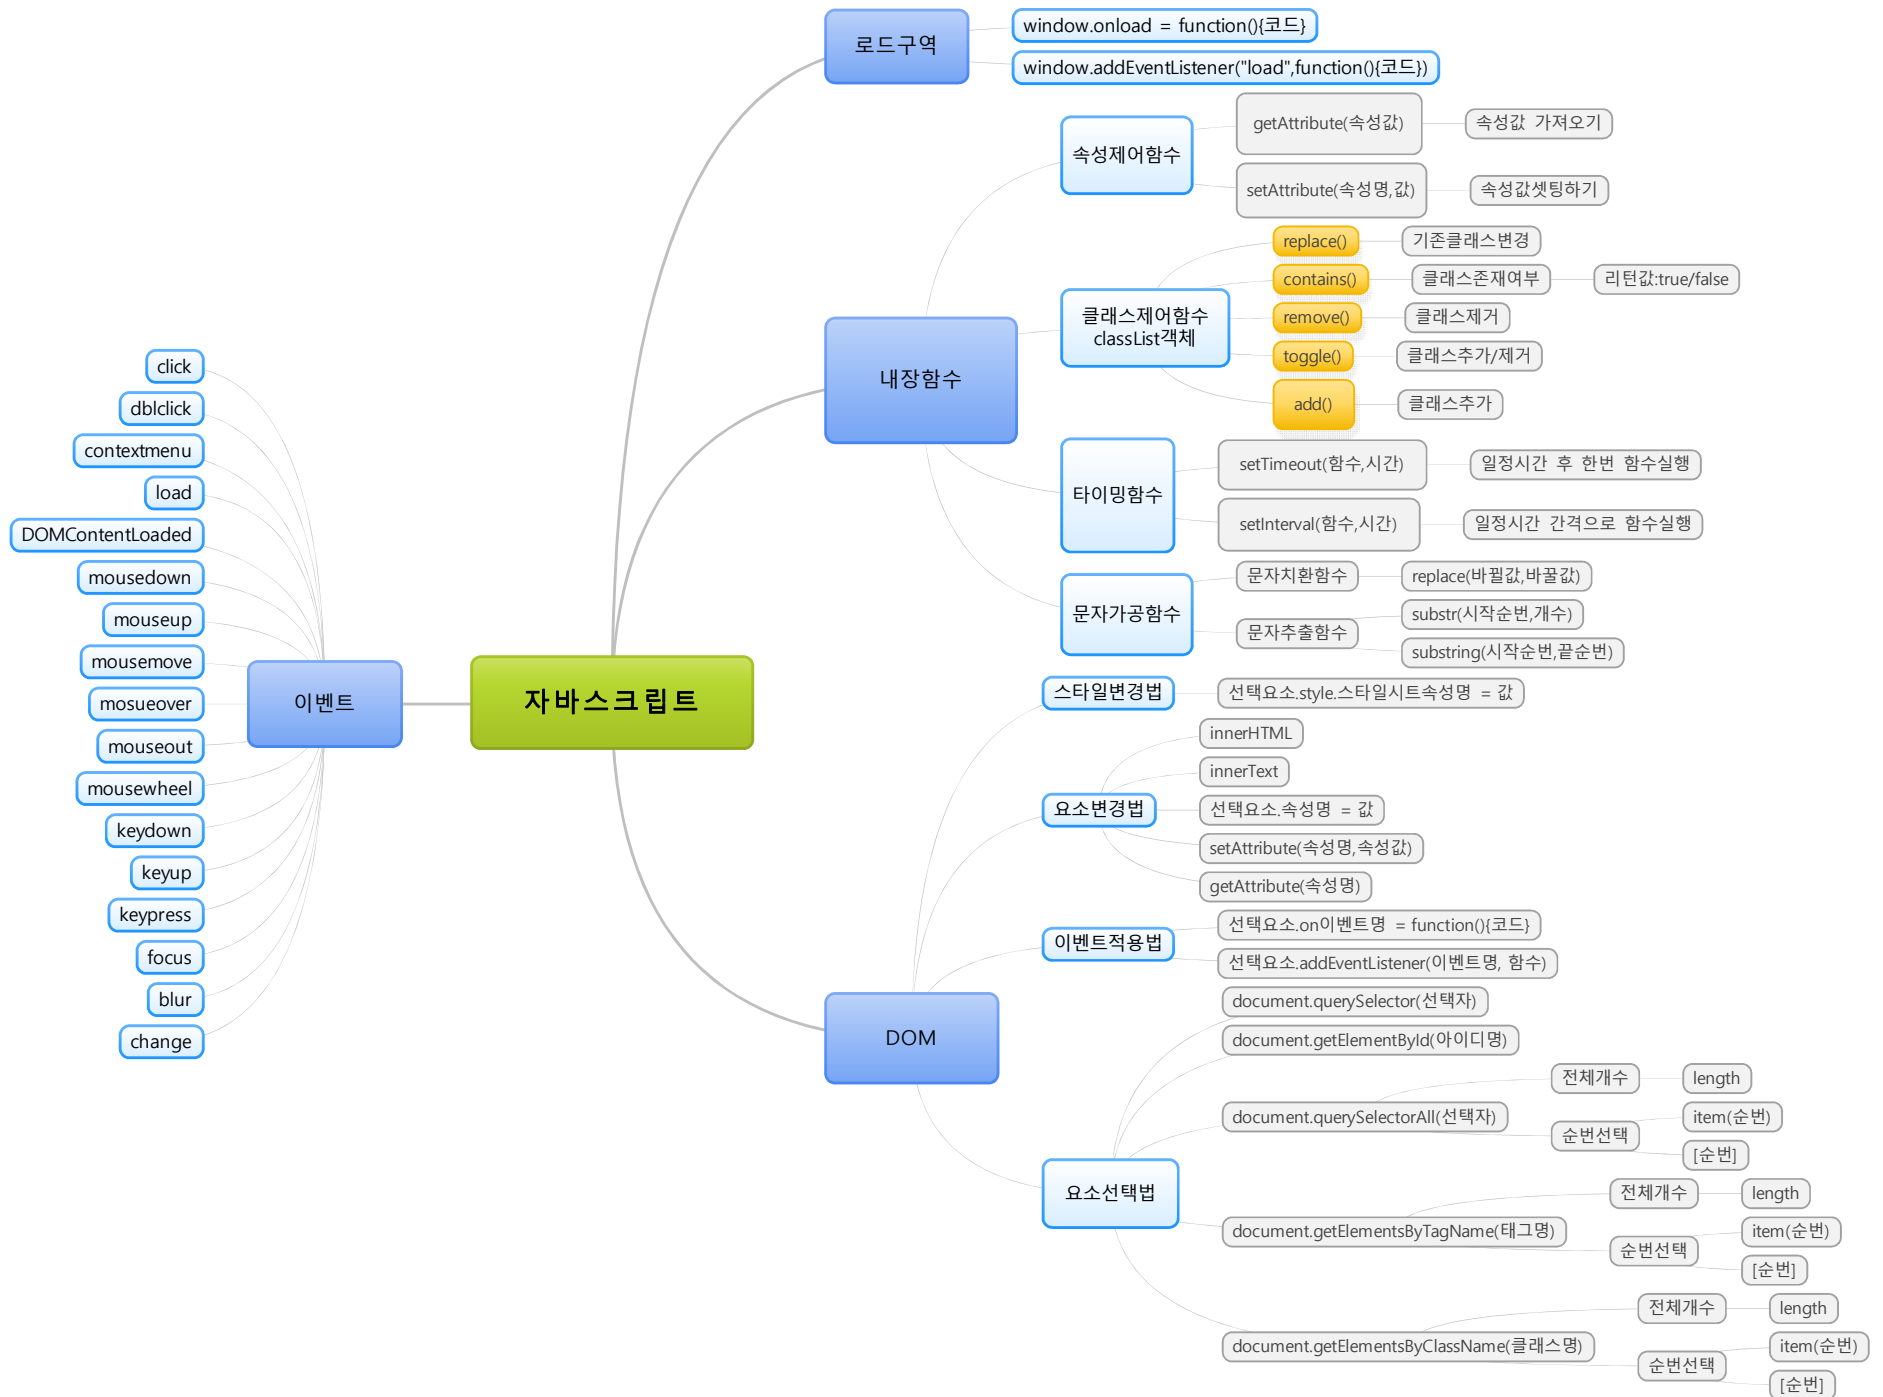 자바스크립트
로드구역
window.onload = function(){코드}
window.addEventListener("load",function(){코드})
내장함수
속성제어함수
getAttribute(속성값)
속성값 가져오기
setAttribute(속성명,값)
속성값셋팅하기
클래스제어함수
classList객체
replace()
기존클래스변경
contains()
클래스존재여부
리턴값:true/false
remove()
클래스제거
toggle()
클래스추가/제거
add()
클래스추가
타이밍함수
setTimeout(함수,시간)
일정시간 후 한번 함수실행
setInterval(함수,시간)
일정시간 간격으로 함수실행
문자가공함수
문자치환함수
replace(바뀔값,바꿀값)
문자추출함수
substr(시작순번,개수)
substring(시작순번,끝순번)
DOM
스타일변경법
선택요소.style.스타일시트속성명 = 값
요소변경법
innerHTML
innerText
선택요소.속성명 = 값
setAttribute(속성명,속성값)
getAttribute(속성명)
이벤트적용법
선택요소.on이벤트명 = function(){코드}
선택요소.addEventListener(이벤트명, 함수)
요소선택법
document.querySelector(선택자)
document.getElementById(아이디명)
document.querySelectorAll(선택자)
전체개수
length
순번선택
item(순번)
[순번]
document.getElementsByTagName(태그명)
전체개수
length
순번선택
item(순번)
[순번]
document.getElementsByClassName(클래스명)
전체개수
length
순번선택
item(순번)
[순번]
이벤트
click
dblclick
contextmenu
load
DOMContentLoaded
mousedown
mouseup
mousemove
mosueover
mouseout
mousewheel
keydown
keyup
keypress
focus
blur
change